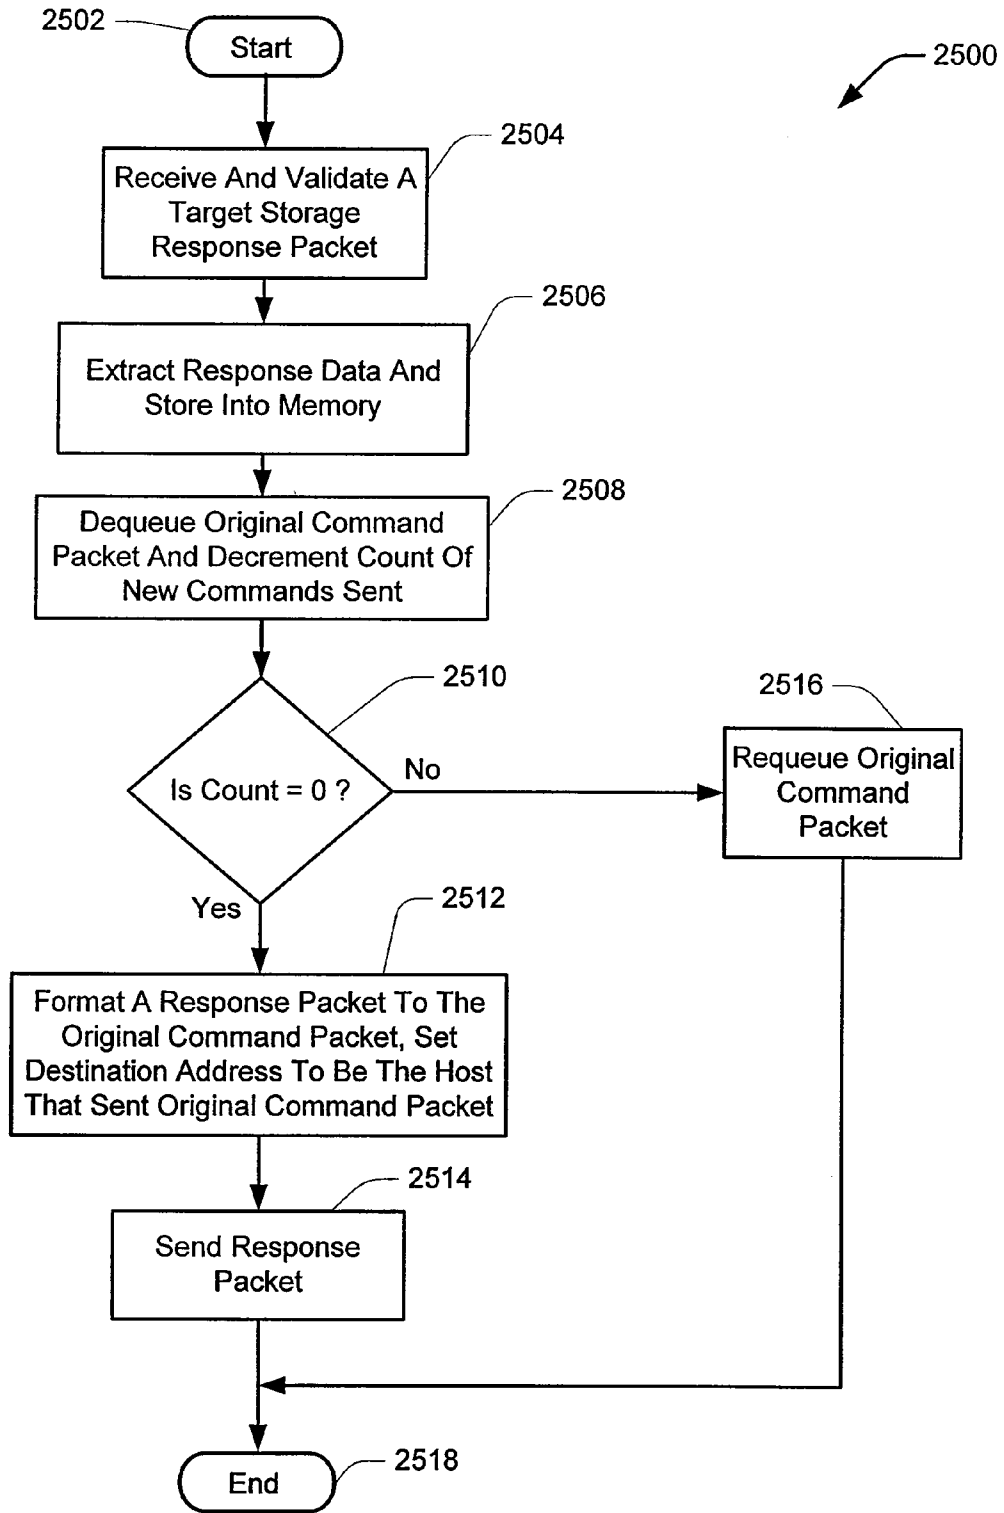 2502
Start
2500
2504
Receive And Validate A
Target Storage
Response Packet
2506
Extract Response Data And
Store Into Memory
2508
Dequeue Original Command
Packet And Decrement Count Of
New Commands Sent
2510
Is Count = 0 ?
No
2516
Requeue Original
Command
Packet
Yes
2512
Format A Response Packet To The
Original Command Packet, Set
Destination Address To Be The Host
That Sent Original Command Packet
2514
Send Response
Packet
End
2518